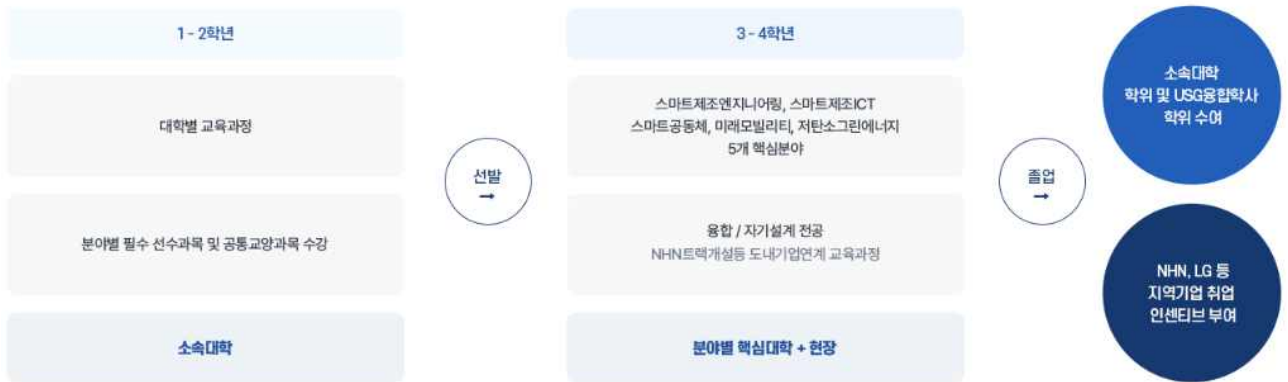 1 - 2학년
대학별 교육과정
분야별 필수 선수과목 및 공통교양과목 수강
소속대학
선발
→
3 - 4학년
스마트제조엔지니어링, 스마트제조ICT
스마트공동체, 미래모빌리티, 저탄소그린에너지
5개 핵심분야
융합 / 자기설계 전공
NHN트랙개설등 도내기업연계 교육과정
분야별 핵심대학 + 현장
졸업
→
소속대학
학위 및 USG융합학사
학위 수여
NHN, LG 등
지역기업 취업
인센티브 부여